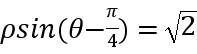 ρsin(θ−π/4) = √2